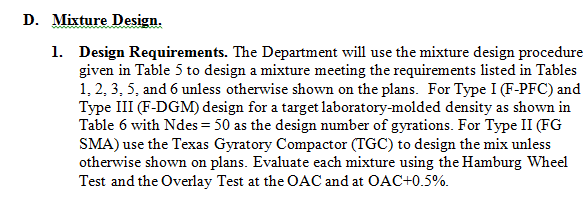 D. Mixture Design.
1. Design Requirements. The Department will use the mixture design procedure
given in Table 5 to design a mixture meeting the requirements listed in Tables
1, 2, 3, 5, and 6 unless otherwise shown on the plans. For Type I (F-PFC) and
Type III (F-DGM) design for a target laboratory-molded density as shown in
Table 6 with Ndes = 50 as the design number of gyrations. For Type II (FG
SMA) use the Texas Gyratory Compactor (TGC) to design the mix unless
otherwise shown on plans. Evaluate each mixture using the Hamburg Wheel
Test and the Overlay Test at the OAC and at OAC+0.5%.